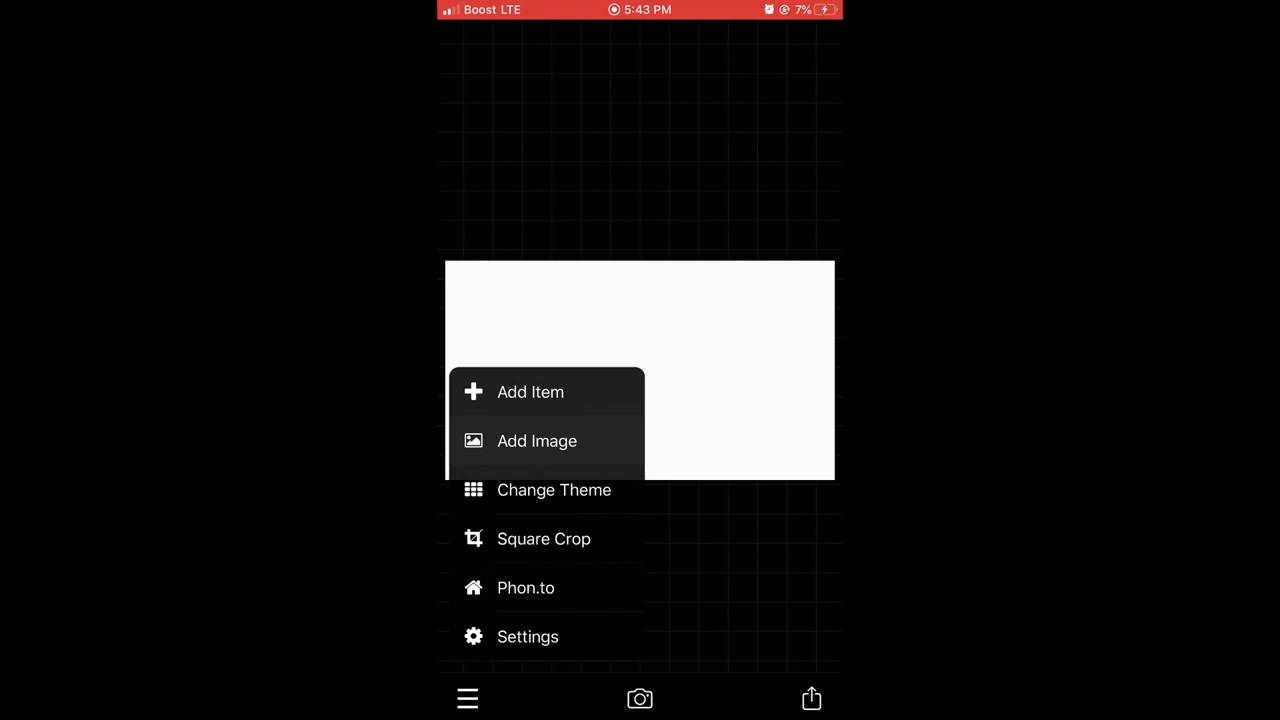 Boost LTE 5:43 PM 7%
Add Item
Add Image
Change Theme
Square Crop
Phon.to
Settings